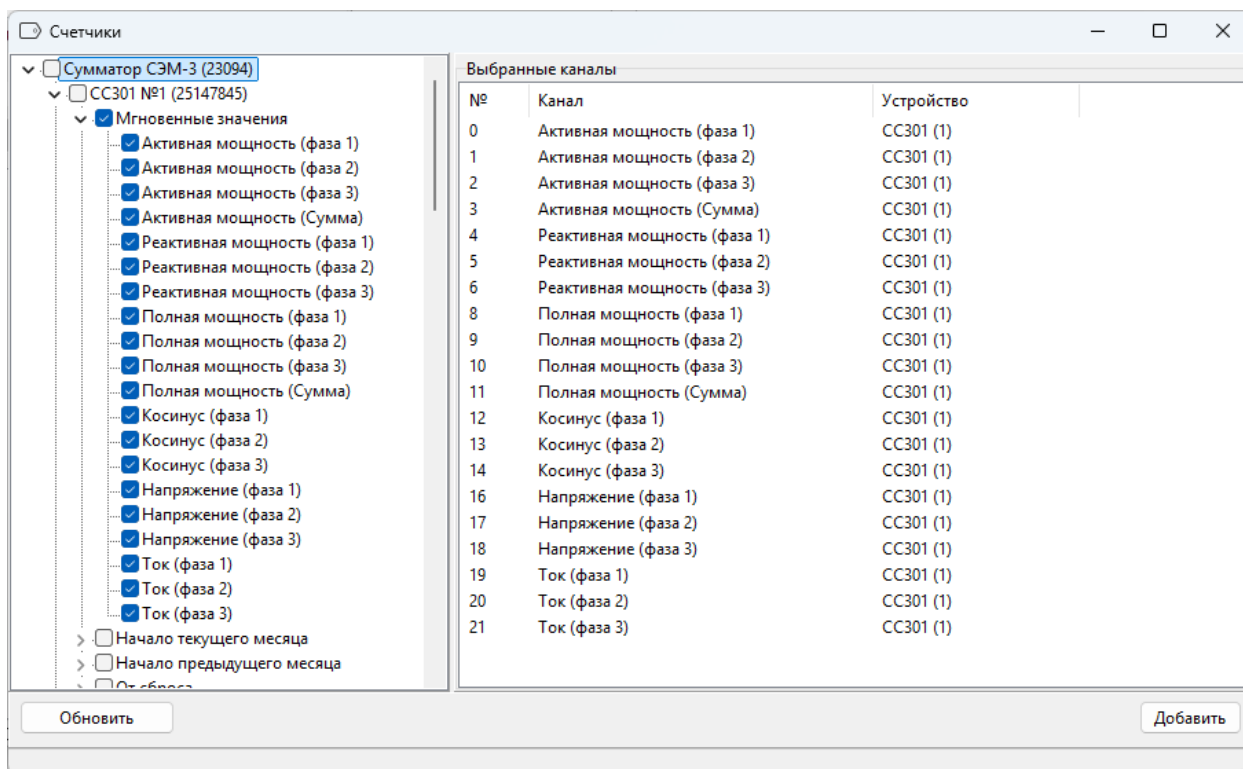 Счетчики
Сумматор СЭМ-3 (23094)
СС301 №1 (25147845)
Мгновенные значения
Активная мощность (фаза 1)
Активная мощность (фаза 2)
Активная мощность (фаза 3)
Активная мощность (Сумма)
Реактивная мощность (фаза 1)
Реактивная мощность (фаза 2)
Реактивная мощность (фаза 3)
Полная мощность (фаза 1)
Полная мощность (фаза 2)
Полная мощность (фаза 3)
Полная мощность (Сумма)
Косинус (фаза 1)
Косинус (фаза 2)
Косинус (фаза 3)
Напряжение (фаза 1)
Напряжение (фаза 2)
Напряжение (фаза 3)
Ток (фаза 1)
Ток (фаза 2)
Ток (фаза 3)
Начало текущего месяца
Начало предыдущего месяца
От сброса
Выбранные каналы
№ Канал Устройство
0 Активная мощность (фаза 1) СС301 (1)
1 Активная мощность (фаза 2) СС301 (1)
2 Активная мощность (фаза 3) СС301 (1)
3 Активная мощность (Сумма) СС301 (1)
4 Реактивная мощность (фаза 1) СС301 (1)
5 Реактивная мощность (фаза 2) СС301 (1)
6 Реактивная мощность (фаза 3) СС301 (1)
8 Полная мощность (фаза 1) СС301 (1)
9 Полная мощность (фаза 2) СС301 (1)
10 Полная мощность (фаза 3) СС301 (1)
11 Полная мощность (Сумма) СС301 (1)
12 Косинус (фаза 1) СС301 (1)
13 Косинус (фаза 2) СС301 (1)
14 Косинус (фаза 3) СС301 (1)
16 Напряжение (фаза 1) СС301 (1)
17 Напряжение (фаза 2) СС301 (1)
18 Напряжение (фаза 3) СС301 (1)
19 Ток (фаза 1) СС301 (1)
20 Ток (фаза 2) СС301 (1)
21 Ток (фаза 3) СС301 (1)
Обновить
Добавить